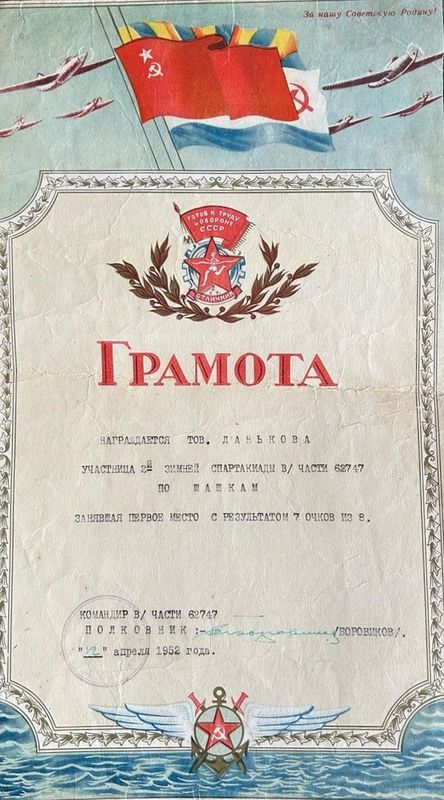 За нашу Советскую Родину!
ГОТОВ К ТРУДУ
И ОБОРОНЕ
СССР
ОТЛИЧНИК
ГРАМОТА
НАГРАЖДАЕТСЯ ТОВ. ЛАНЬКОВА
УЧАСТНИЦА 2й ЗИМНЕЙ СПАРТАКИАДЫ В/ ЧАСТИ 62747
ПО ШАШКАМ
ЗАНЯВШАЯ ПЕРВОЕ МЕСТО С РЕЗУЛЬТАТОМ 7 ОЧКОВ ИЗ 8.
КОМАНДИР В/ ЧАСТИ 62747
ПОЛКОВНИК :- /БОРОВИКОВ/.
"12" апреля 1952 года.